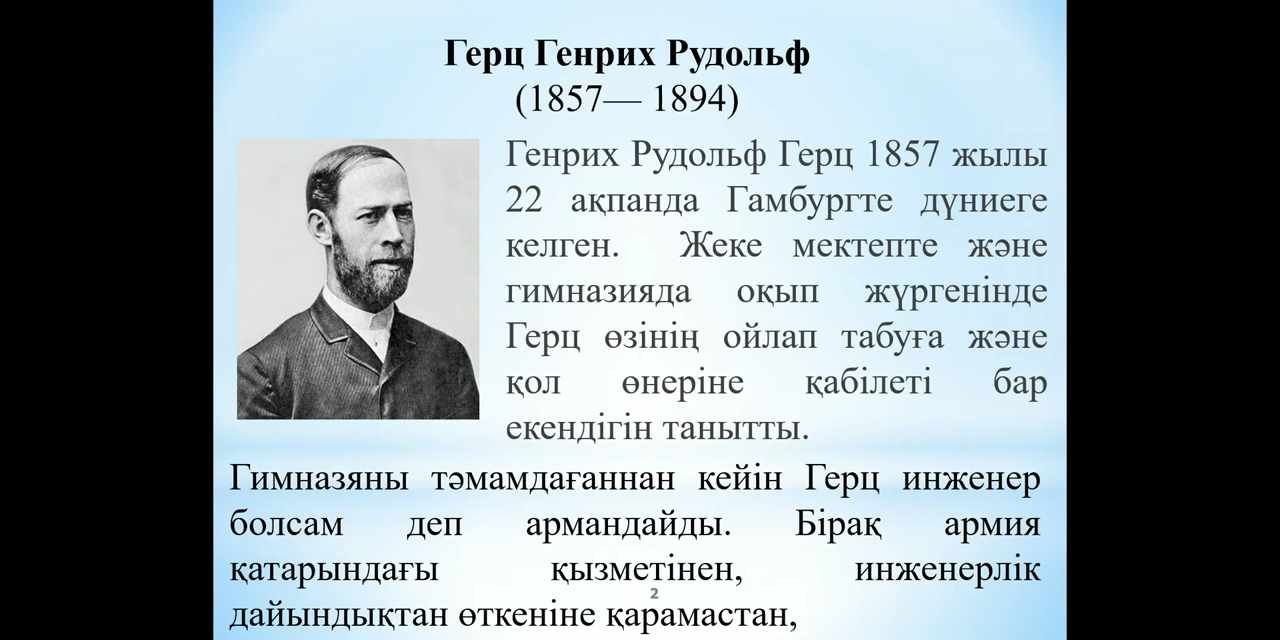 Герц Генрих Рудольф
(1857— 1894)
Генрих Рудольф Герц 1857 жылы
22 ақпанда Гамбургте дүниеге
келген. Жеке мектепте және
гимназияда оқып жүргенінде
Герц өзінің ойлап табуға және
қол өнеріне қабілеті бар
екендігін танытты.
Гимназяны тәмамдағаннан кейін Герц инженер
болсам деп армандайды. Бірақ армия
қатарындағы қызметінен, инженерлік
дайындықтан өткеніне қарамастан,
2